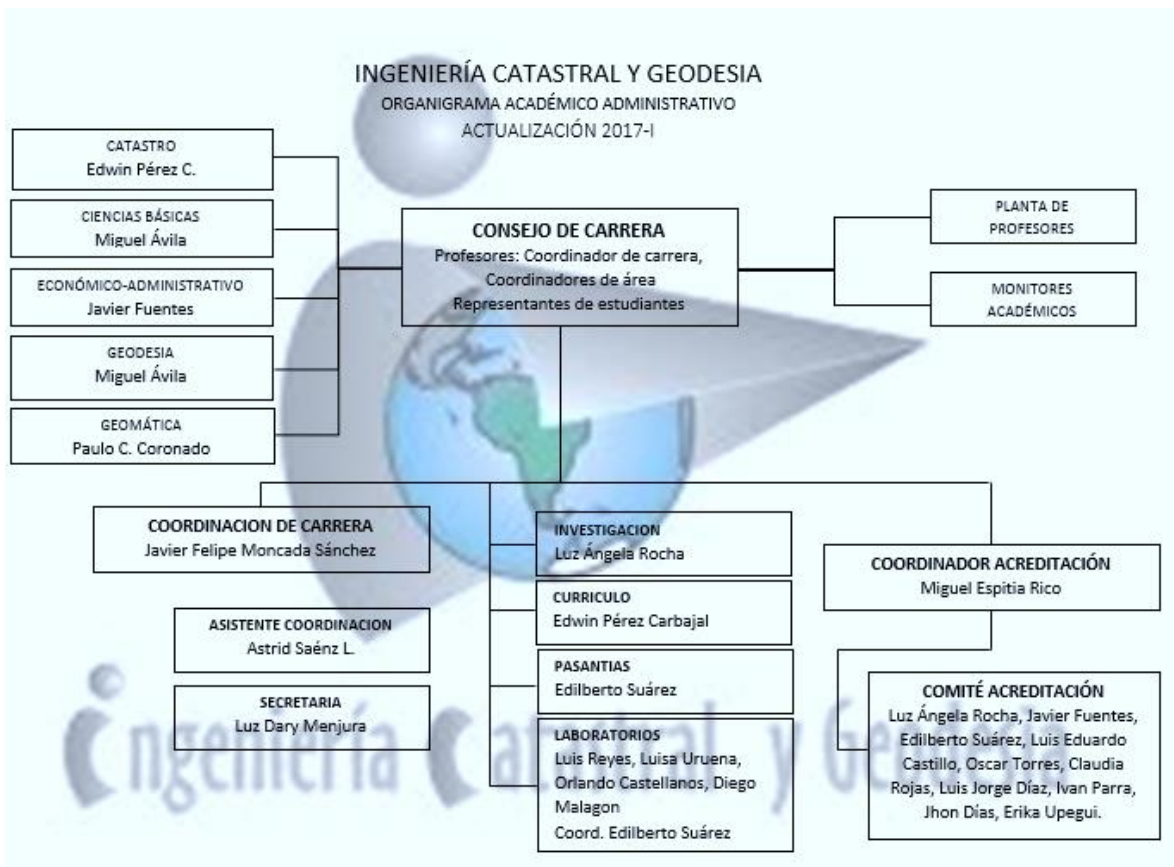 INGENIERÍA CATASTRAL Y GEODESIA
ORGANIGRAMA ACADÉMICO ADMINISTRATIVO
ACTUALIZACIÓN 2017-I
CATASTRO
Edwin Pérez C.
CIENCIAS BÁSICAS
Miguel Ávila
ECONÓMICO-ADMINISTRATIVO
Javier Fuentes
GEODESIA
Miguel Ávila
GEOMÁTICA
Paulo C. Coronado
CONSEJO DE CARRERA
Profesores: Coordinador de carrera,
Coordinadores de área
Representantes de estudiantes
PLANTA DE
PROFESORES
MONITORES
ACADÉMICOS
COORDINACION DE CARRERA
Javier Felipe Moncada Sánchez
ASISTENTE COORDINACION
Astrid Saénz L.
SECRETARIA
Luz Dary Menjura
INVESTIGACION
Luz Ángela Rocha
CURRICULO
Edwin Pérez Carbajal
PASANTIAS
Edilberto Suárez
LABORATORIOS
Luis Reyes, Luisa Uruena,
Orlando Castellanos, Diego
Malagon
Coord. Edilberto Suárez
COORDINADOR ACREDITACIÓN
Miguel Espitia Rico
COMITÉ ACREDITACIÓN
Luz Ángela Rocha, Javier Fuentes,
Edilberto Suárez, Luis Eduardo
Castillo, Oscar Torres, Claudia
Rojas, Luis Jorge Díaz, Ivan Parra,
Jhon Días, Erika Upegui.
ingeniería Catastral y Geodesia